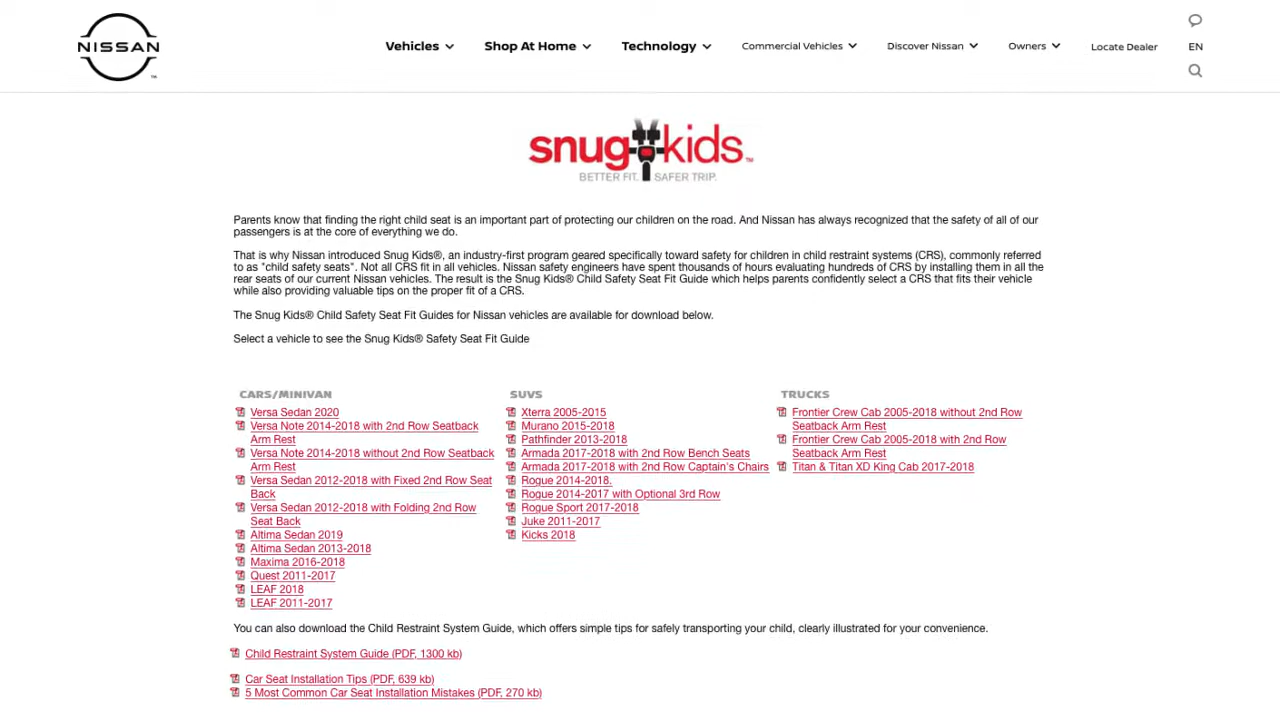 NISSAN
Vehicles
Shop At Home
Technology
Commercial Vehicles
Discover Nissan
Owners
Locate Dealer
EN
snug kids™
BETTER FIT. SAFER TRIP.
Parents know that finding the right child seat is an important part of protecting our children on the road. And Nissan has always recognized that the safety of all of our
passengers is at the core of everything we do.
That is why Nissan introduced Snug Kids®, an industry-first program geared specifically toward safety for children in child restraint systems (CRS), commonly referred
to as "child safety seats". Not all CRS fit in all vehicles. Nissan safety engineers have spent thousands of hours evaluating hundreds of CRS by installing them in all the
rear seats of our current Nissan vehicles. The result is the Snug Kids® Child Safety Seat Fit Guide which helps parents confidently select a CRS that fits their vehicle
while also providing valuable tips on the proper fit of a CRS.
The Snug Kids® Child Safety Seat Fit Guides for Nissan vehicles are available for download below.
Select a vehicle to see the Snug Kids® Safety Seat Fit Guide
CARS/MINIVAN
Versa Sedan 2020
Versa Note 2014-2018 with 2nd Row Seatback
Arm Rest
Versa Note 2014-2018 without 2nd Row Seatback
Arm Rest
Versa Sedan 2012-2018 with Fixed 2nd Row Seat
Back
Versa Sedan 2012-2018 with Folding 2nd Row
Seat Back
Altima Sedan 2019
Altima Sedan 2013-2018
Maxima 2016-2018
Quest 2011-2017
LEAF 2018
LEAF 2011-2017
SUVS
Xterra 2005-2015
Murano 2015-2018
Pathfinder 2013-2018
Armada 2017-2018 with 2nd Row Bench Seats
Armada 2017-2018 with 2nd Row Captain's Chairs
Rogue 2014-2018.
Rogue 2014-2017 with Optional 3rd Row
Rogue Sport 2017-2018
Juke 2011-2017
Kicks 2018
TRUCKS
Frontier Crew Cab 2005-2018 without 2nd Row
Seatback Arm Rest
Frontier Crew Cab 2005-2018 with 2nd Row
Seatback Arm Rest
Titan & Titan XD King Cab 2017-2018
You can also download the Child Restraint System Guide, which offers simple tips for safely transporting your child, clearly illustrated for your convenience.
Child Restraint System Guide (PDF, 1300 kb)
Car Seat Installation Tips (PDF, 639 kb)
5 Most Common Car Seat Installation Mistakes (PDF, 270 kb)